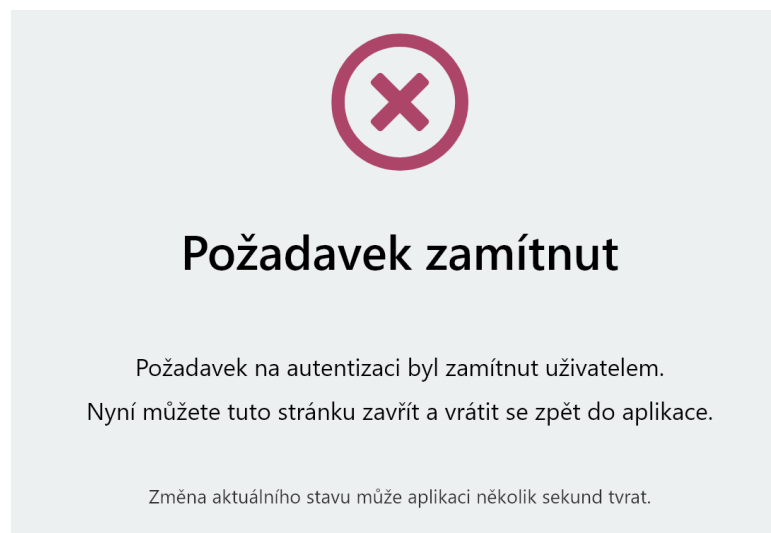 Požadavek zamítnut
Požadavek na autentizaci byl zamítnut uživatelem.
Nyní můžete tuto stránku zavřít a vrátit se zpět do aplikace.
Změna aktuálního stavu může aplikaci několik sekund tvrat.